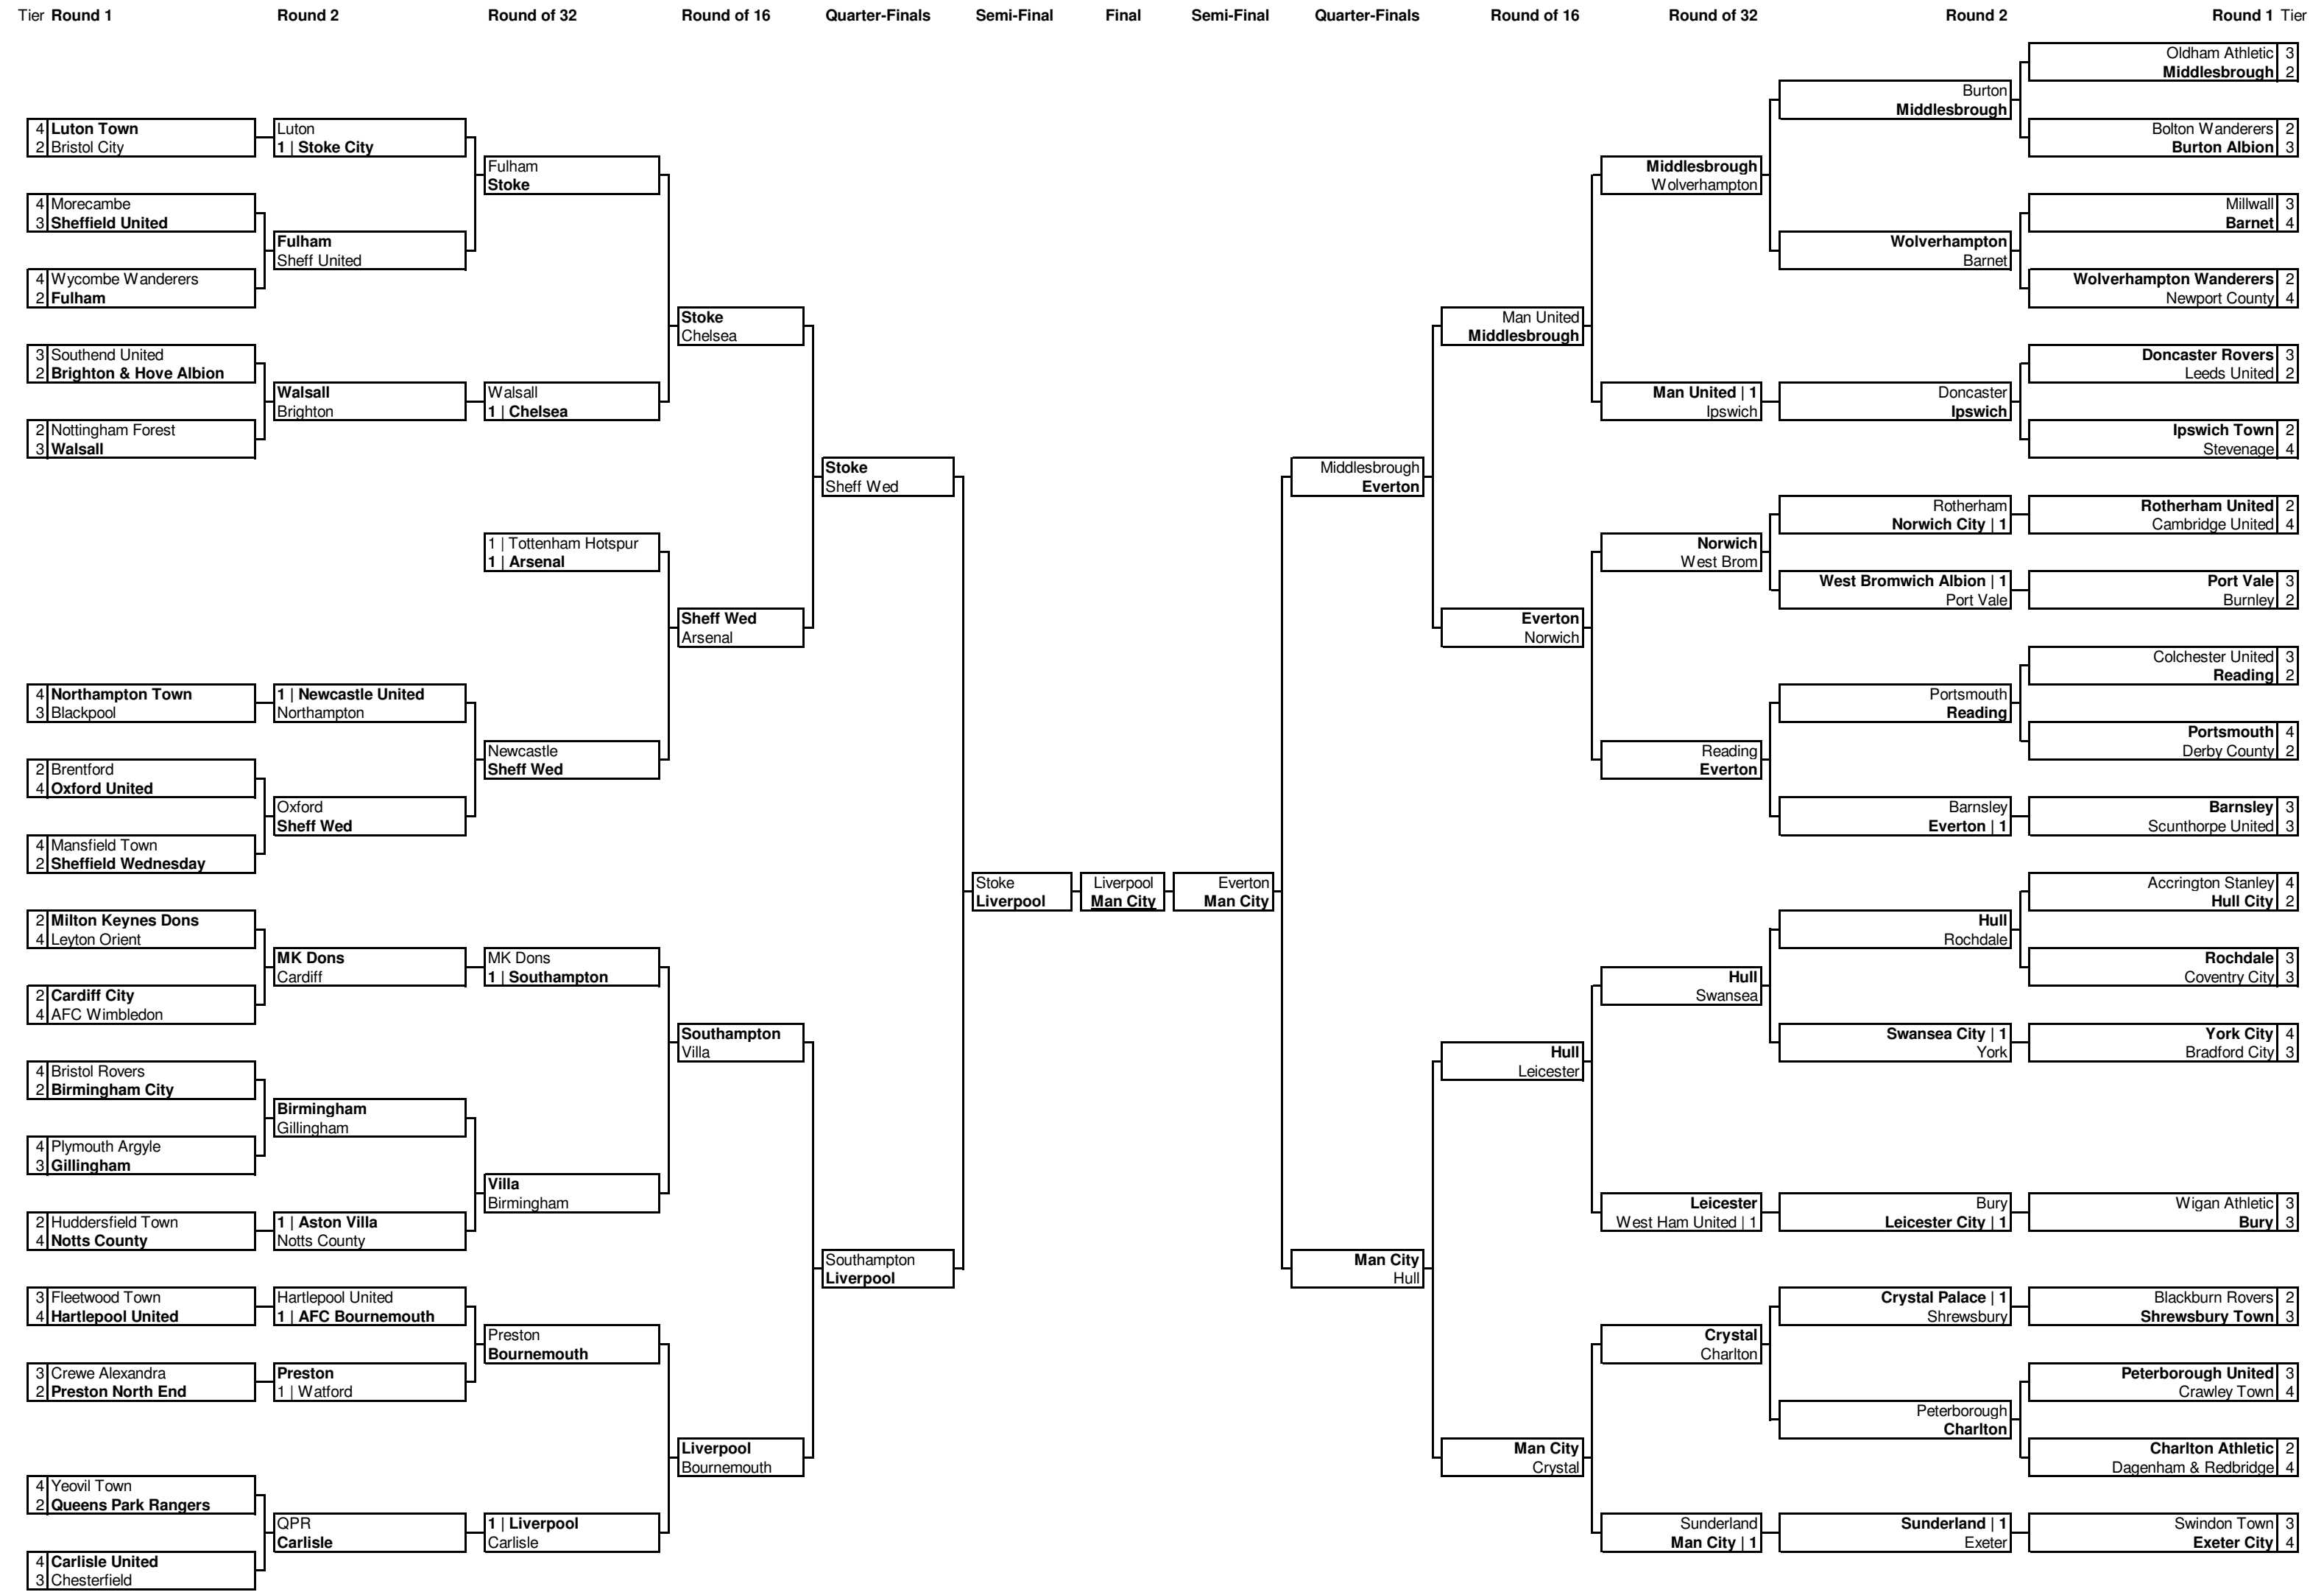 Tier Round 1 Round 2 Round of 32 Round of 16 Quarter-Finals Semi-Final Final Semi-Final Quarter-Finals Round of 16 Round of 32 Round 2 Round 1 Tier
4 Luton Town
2 Bristol City
4 Morecambe
3 Sheffield United
4 Wycombe Wanderers
2 Fulham
3 Southend United
2 Brighton & Hove Albion
2 Nottingham Forest
3 Walsall
4 Northampton Town
3 Blackpool
2 Brentford
4 Oxford United
4 Mansfield Town
2 Sheffield Wednesday
2 Milton Keynes Dons
4 Leyton Orient
2 Cardiff City
4 AFC Wimbledon
4 Bristol Rovers
2 Birmingham City
4 Plymouth Argyle
3 Gillingham
2 Huddersfield Town
4 Notts County
3 Fleetwood Town
4 Hartlepool United
3 Crewe Alexandra
2 Preston North End
4 Yeovil Town
2 Queens Park Rangers
4 Carlisle United
3 Chesterfield
Luton
1 | Stoke City
Fulham
Sheff United
Walsall
Brighton
1 | Newcastle United
Northampton
Oxford
Sheff Wed
MK Dons
Cardiff
Birmingham
Gillingham
1 | Aston Villa
Notts County
Hartlepool United
1 | AFC Bournemouth
Preston
1 | Watford
QPR
Carlisle
Fulham
Stoke
Walsall
1 | Chelsea
1 | Tottenham Hotspur
1 | Arsenal
Newcastle
Sheff Wed
MK Dons
1 | Southampton
Villa
Birmingham
Preston
Bournemouth
1 | Liverpool
Carlisle
Stoke
Chelsea
Sheff Wed
Arsenal
Southampton
Villa
Liverpool
Bournemouth
Stoke
Sheff Wed
Southampton
Liverpool
Stoke
Liverpool
Liverpool
Man City
Everton
Man City
Middlesbrough
Everton
Man City
Hull
Man United
Middlesbrough
Everton
Norwich
Hull
Leicester
Man City
Crystal
Middlesbrough
Wolverhampton
Man United | 1
Ipswich
Norwich
West Brom
Reading
Everton
Hull
Swansea
Leicester
West Ham United | 1
Crystal
Charlton
Sunderland
Man City | 1
Burton
Middlesbrough
Wolverhampton
Barnet
Doncaster
Ipswich
Rotherham
Norwich City | 1
West Bromwich Albion | 1
Port Vale
Portsmouth
Reading
Barnsley
Everton | 1
Hull
Rochdale
Swansea City | 1
York
Bury
Leicester City | 1
Crystal Palace | 1
Shrewsbury
Peterborough
Charlton
Sunderland | 1
Exeter
Oldham Athletic 3
Middlesbrough 2
Bolton Wanderers 2
Burton Albion 3
Millwall 3
Barnet 4
Wolverhampton Wanderers 2
Newport County 4
Doncaster Rovers 3
Leeds United 2
Ipswich Town 2
Stevenage 4
Rotherham United 2
Cambridge United 4
Port Vale 3
Burnley 2
Colchester United 3
Reading 2
Portsmouth 4
Derby County 2
Barnsley 3
Scunthorpe United 3
Accrington Stanley 4
Hull City 2
Rochdale 3
Coventry City 3
York City 4
Bradford City 3
Wigan Athletic 3
Bury 3
Blackburn Rovers 2
Shrewsbury Town 3
Peterborough United 3
Crawley Town 4
Charlton Athletic 2
Dagenham & Redbridge 4
Swindon Town 3
Exeter City 4